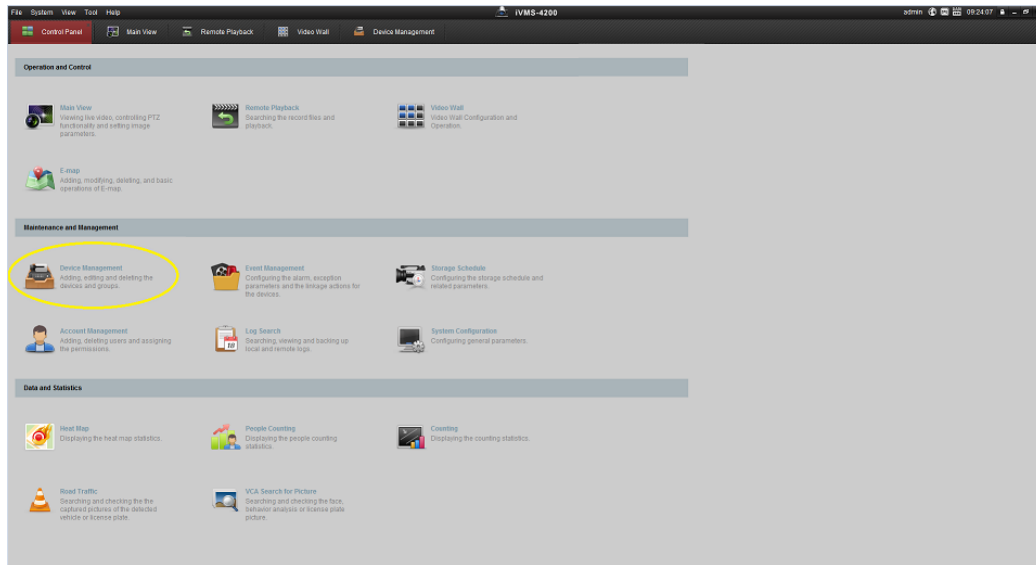 File System View Tool Help
iVMS-4200
admin 09:24:07
Control Panel Main View Remote Playback Video Wall Device Management
Operation and Control
Main View
Viewing live video, controlling PTZ
functionality and setting image
parameters.
Remote Playback
Searching the record files and
playback.
Video Wall
Video Wall Configuration and
Operation.
E-map
Adding, modifying, deleting, and basic
operations of E-map.
Maintenance and Management
Device Management
Adding, editing and deleting the
devices and groups.
Event Management
Configuring the alarm, exception
parameters and the linkage actions for
the devices.
Storage Schedule
Configuring the storage schedule and
related parameters.
Account Management
Adding, deleting users and assigning
the permissions.
Log Search
Searching, viewing and backing up
local and remote logs.
System Configuration
Configuring general parameters.
Data and Statistics
Heat Map
Displaying the heat map statistics.
People Counting
Displaying the people counting
statistics.
Counting
Displaying the counting statistics.
Road Traffic
Searching and checking the the
captured pictures of the detected
vehicle or license plate.
VCA Search for Picture
Searching and checking the face,
behavior analysis or license plate
picture.